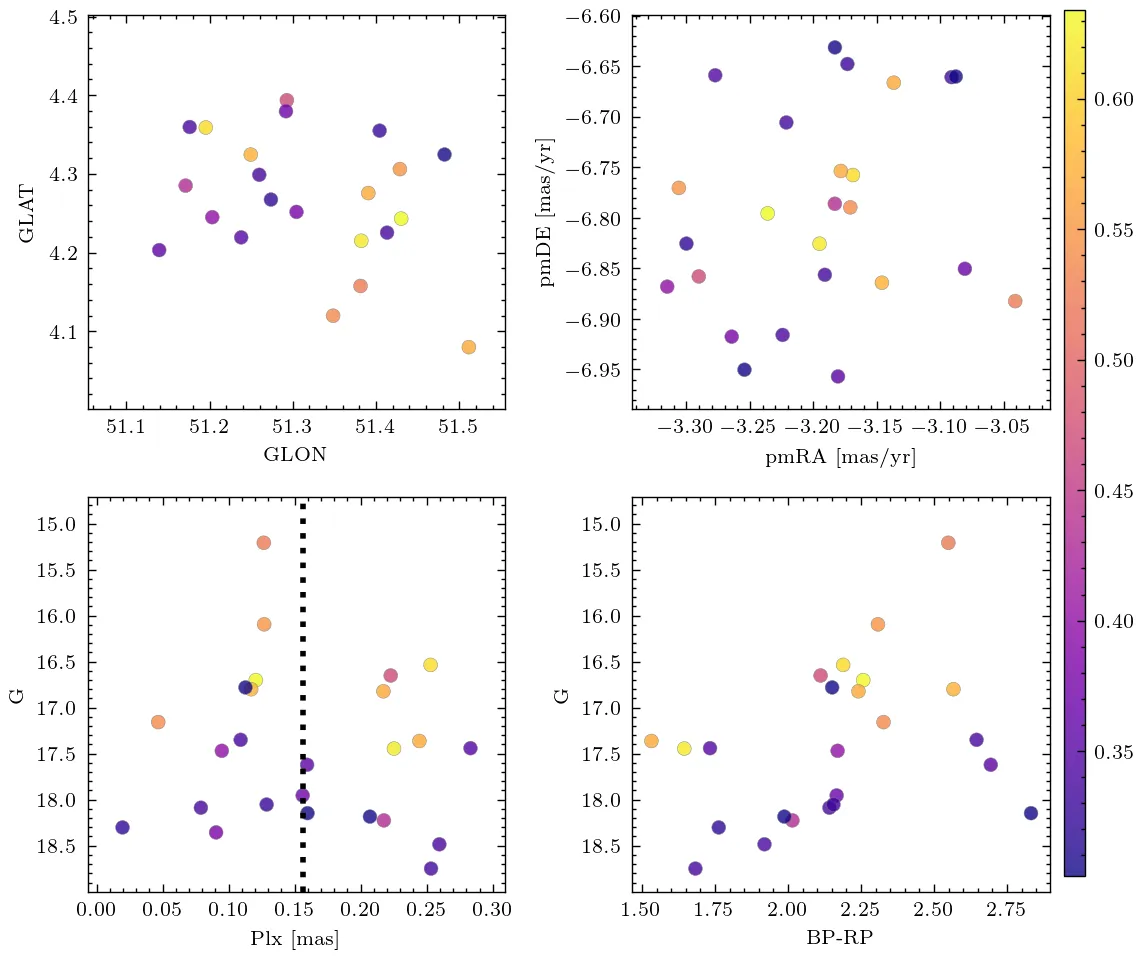 4.5
4.4
4.3
4.2
4.1
GLAT
51.1 51.2 51.3 51.4 51.5
GLON
−6.60
−6.65
−6.70
−6.75
−6.80
−6.85
−6.90
−6.95
pmDE [mas/yr]
−3.30 −3.25 −3.20 −3.15 −3.10 −3.05
pmRA [mas/yr]
15.0
15.5
16.0
16.5
17.0
17.5
18.0
18.5
G
0.00 0.05 0.10 0.15 0.20 0.25 0.30
Plx [mas]
15.0
15.5
16.0
16.5
17.0
17.5
18.0
18.5
G
1.50 1.75 2.00 2.25 2.50 2.75
BP-RP
0.60
0.55
0.50
0.45
0.40
0.35